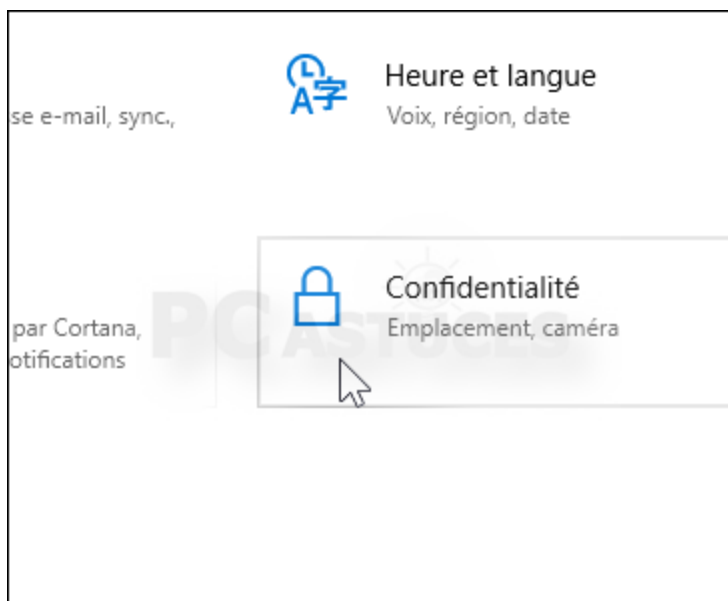 Heure et langue
se e-mail, sync.,
Voix, région, date
Confidentialité
par Cortana,
Emplacement, caméra
otifications
PC ASTUCES